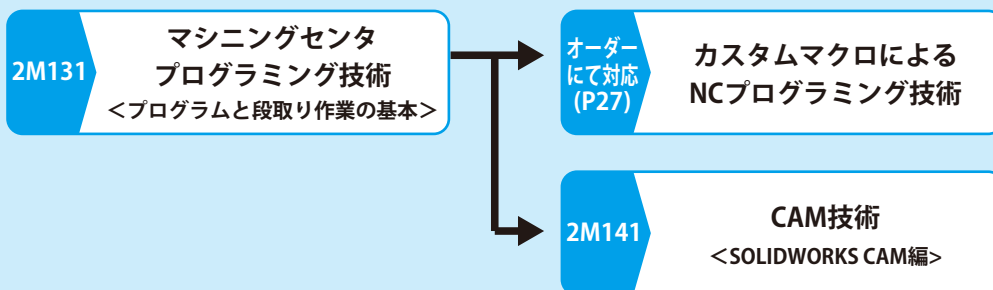 2M131
マシニングセンタ
プログラミング技術
＜プログラムと段取り作業の基本＞
オーダー
にて対応
(P27)
カスタムマクロによる
NCプログラミング技術
2M141
CAM技術
＜SOLIDWORKS CAM編>